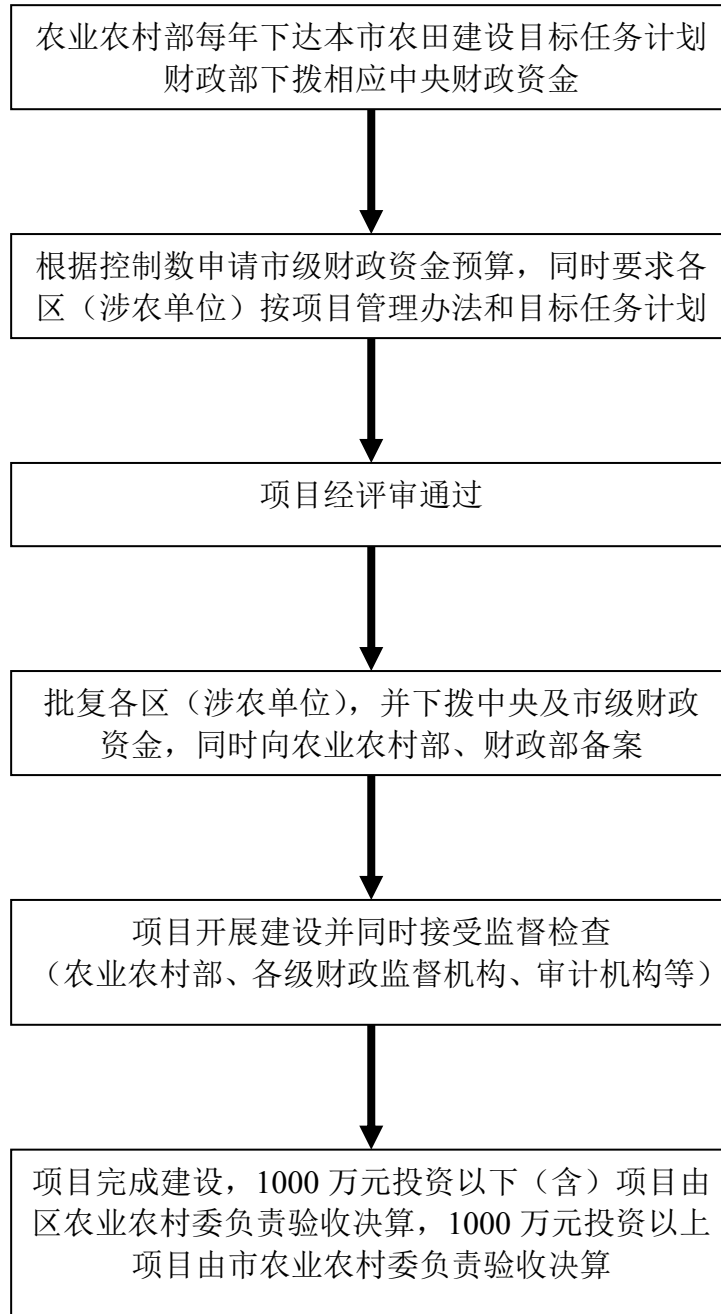 农业农村部每年下达本市农田建设目标任务计划
财政部下拨相应中央财政资金
根据控制数申请市级财政资金预算，同时要求各
区（涉农单位）按项目管理办法和目标任务计划
项目经评审通过
批复各区（涉农单位），并下拨中央及市级财政
资金，同时向农业农村部、财政部备案
项目开展建设并同时接受监督检查
（农业农村部、各级财政监督机构、审计机构等）
项目完成建设，1000 万元投资以下（含）项目由
区农业农村委负责验收决算，1000 万元投资以上
项目由市农业农村委负责验收决算